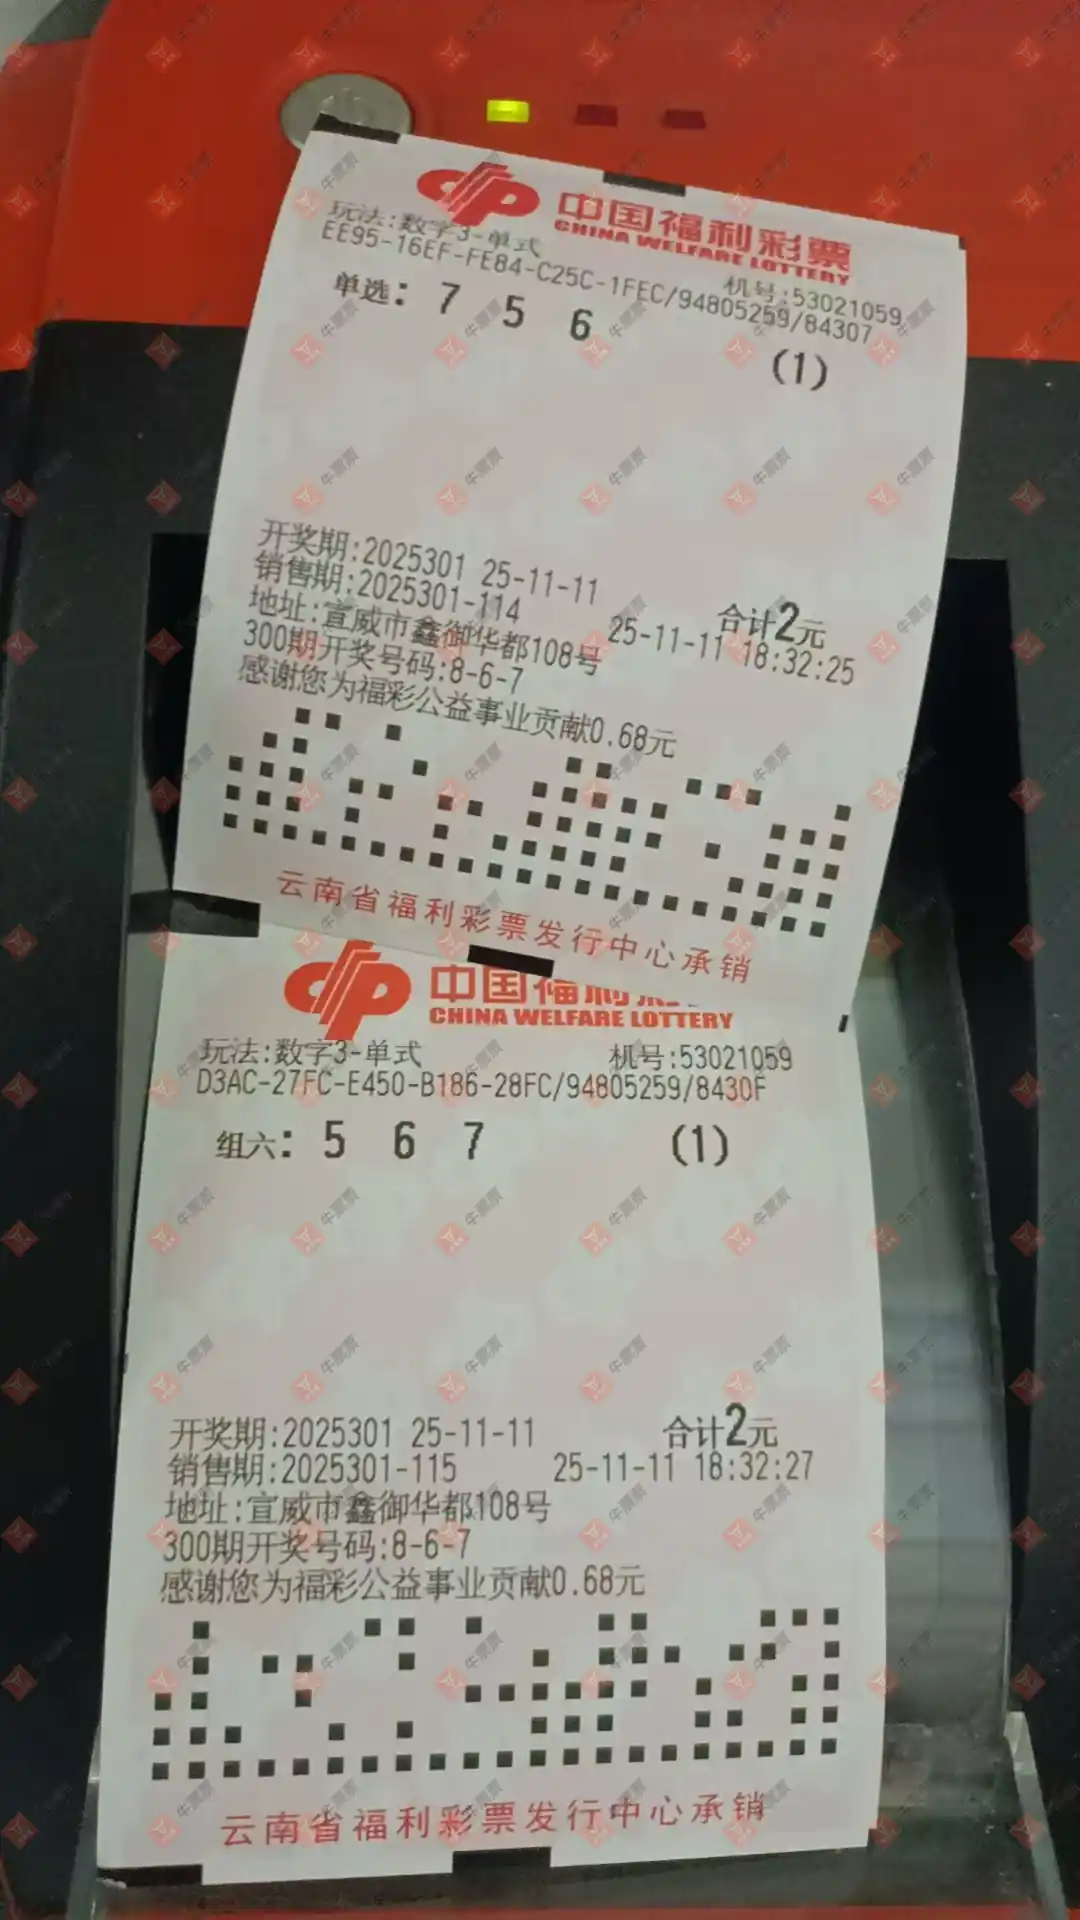 中国福利彩票
CHINA WELFARE LOTTERY
玩法:数字3-单式 机号:53021059
EE95-16EF-FE84-C25C-1FEC/94805259/84307
单选: 7 5 6 (1)
开奖期:2025301 25-11-11 合计2元
销售期:2025301-114 25-11-11 18:32:25
地址:宣威市鑫御华都108号
300期开奖号码:8-6-7
感谢您为福彩公益事业贡献0.68元
云南省福利彩票发行中心承销
中国福利
CHINA WELFARE LOTTERY
玩法:数字3-单式 机号:53021059
D3AC-27FC-E450-B186-28FC/94805259/8430F
组六: 5 6 7 (1)
开奖期:2025301 25-11-11 合计2元
销售期:2025301-115 25-11-11 18:32:27
地址:宣威市鑫御华都108号
300期开奖号码:8-6-7
感谢您为福彩公益事业贡献0.68元
云南省福利彩票发行中心承销
牛票票